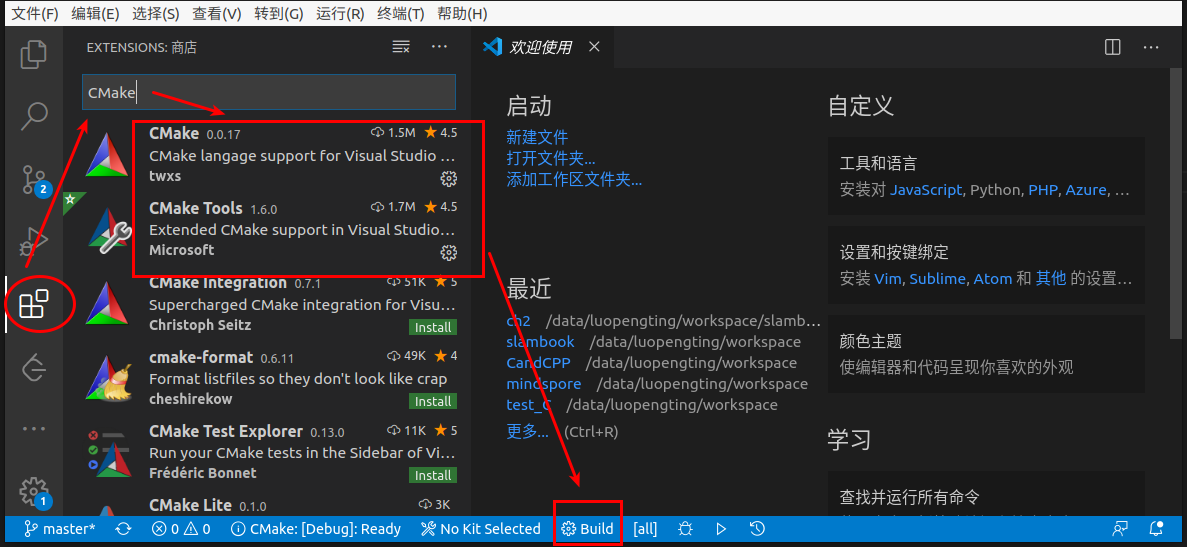 文件(F) 编辑(E) 选择(S) 查看(V) 转到(G) 运行(R) 终端(T) 帮助(H)
EXTENSIONS: 商店
CMake
CMake 0.0.17 1.5M 4.5
CMake langage support for Visual Studio ...
twxs
CMake Tools 1.6.0 1.7M 4.5
Extended CMake support in Visual Studio...
Microsoft
CMake Integration 0.7.1 51K 5
Supercharged CMake integration for Visu...
Christoph Seitz Install
cmake-format 0.6.11 49K 4
Format listfiles so they don't look like crap
cheshirekow Install
CMake Test Explorer 0.13.0 11K 5
Run your CMake tests in the Sidebar of Vi...
Frédéric Bonnet Install
CMake Lite 0.1.0 3K
2
1
欢迎使用
启动
新建文件
打开文件夹...
添加工作区文件夹...
最近
ch2 /data/luopengting/workspace/slamb...
slambook /data/luopengting/workspace
CandCPP /data/luopengting/workspace
mindspore /data/luopengting/workspace
test_C /data/luopengting/workspace
更多... (Ctrl+R)
自定义
工具和语言
安装对 JavaScript, Python, PHP, Azure, ...
设置和按键绑定
安装 Vim, Sublime, Atom 和 其他 的设置...
颜色主题
使编辑器和代码呈现你喜欢的外观
学习
查找并运行所有命令
master* 0 0 CMake: [Debug]: Ready No Kit Selected Build [all]